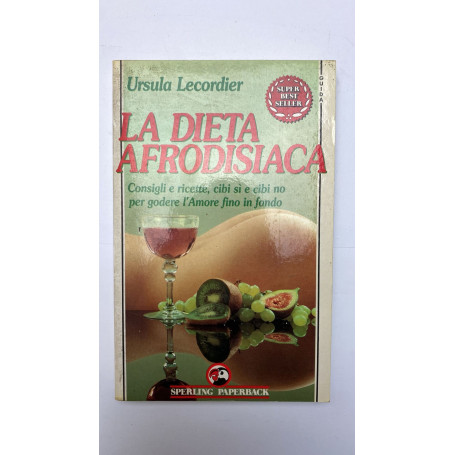 Ursula Lecordier
GUIDA
SUPER
BEST
SELLER
LA DIETA
AFRODISIACA
Consigli e ricette, cibi sì e cibi no
per godere l'Amore fino in fondo
SPERLING PAPERBACK